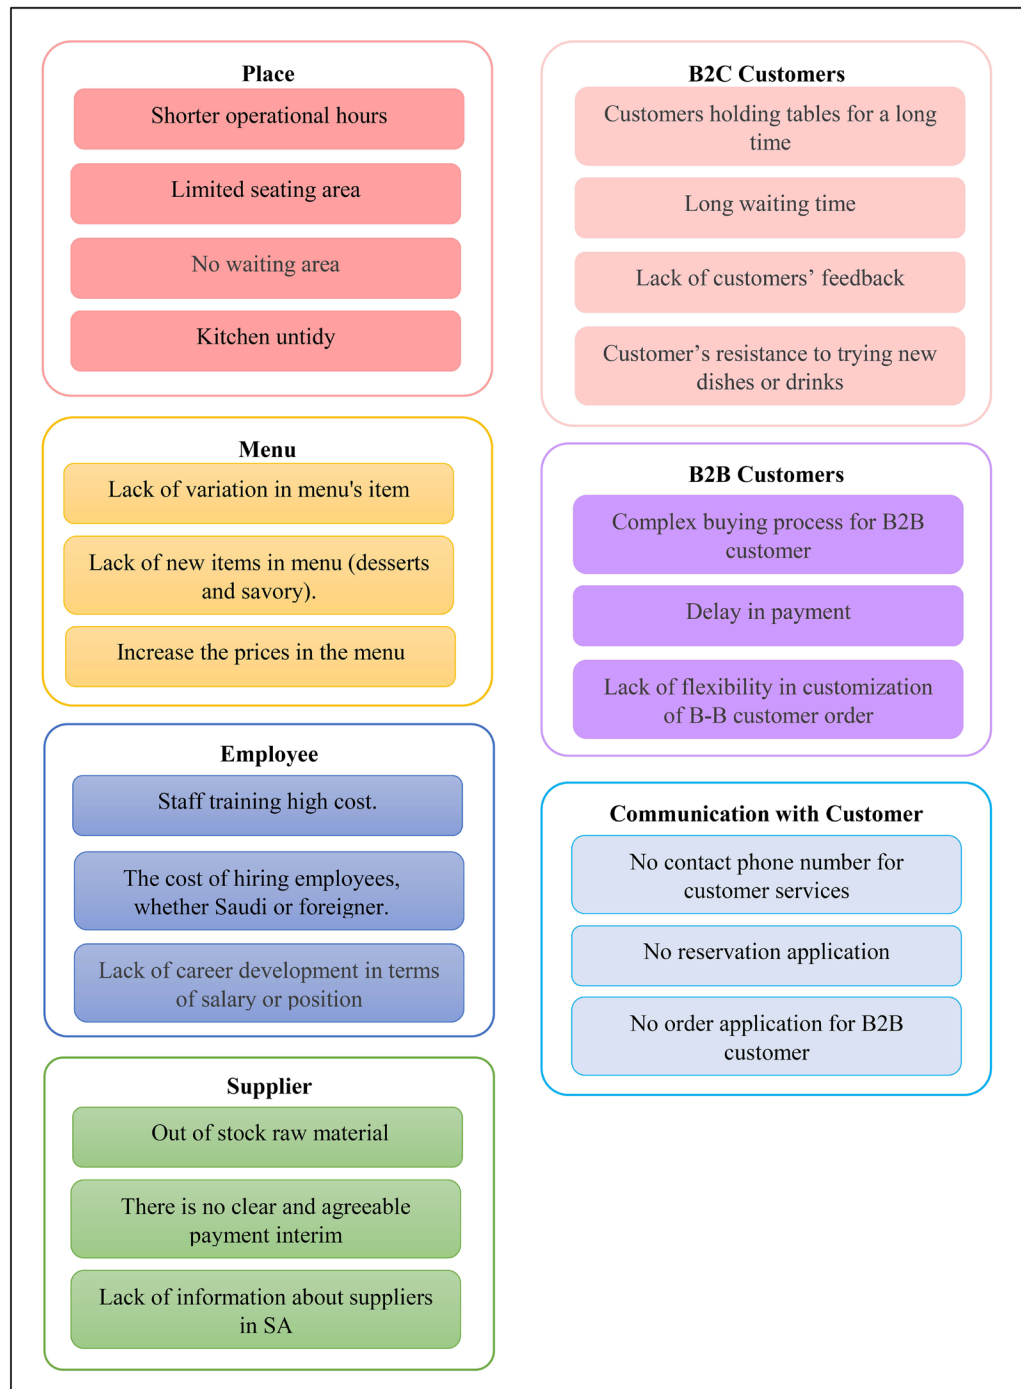 Place
Shorter operational hours
Limited seating area
No waiting area
Kitchen untidy
Menu
Lack of variation in menu's item
Lack of new items in menu (desserts
and savory).
Increase the prices in the menu
Employee
Staff training high cost.
The cost of hiring employees,
whether Saudi or foreigner.
Lack of career development in terms
of salary or position
Supplier
Out of stock raw material
There is no clear and agreeable
payment interim
Lack of information about suppliers
in SA
B2C Customers
Customers holding tables for a long
time
Long waiting time
Lack of customers’ feedback
Customer’s resistance to trying new
dishes or drinks
B2B Customers
Complex buying process for B2B
customer
Delay in payment
Lack of flexibility in customization
of B-B customer order
Communication with Customer
No contact phone number for
customer services
No reservation application
No order application for B2B
customer